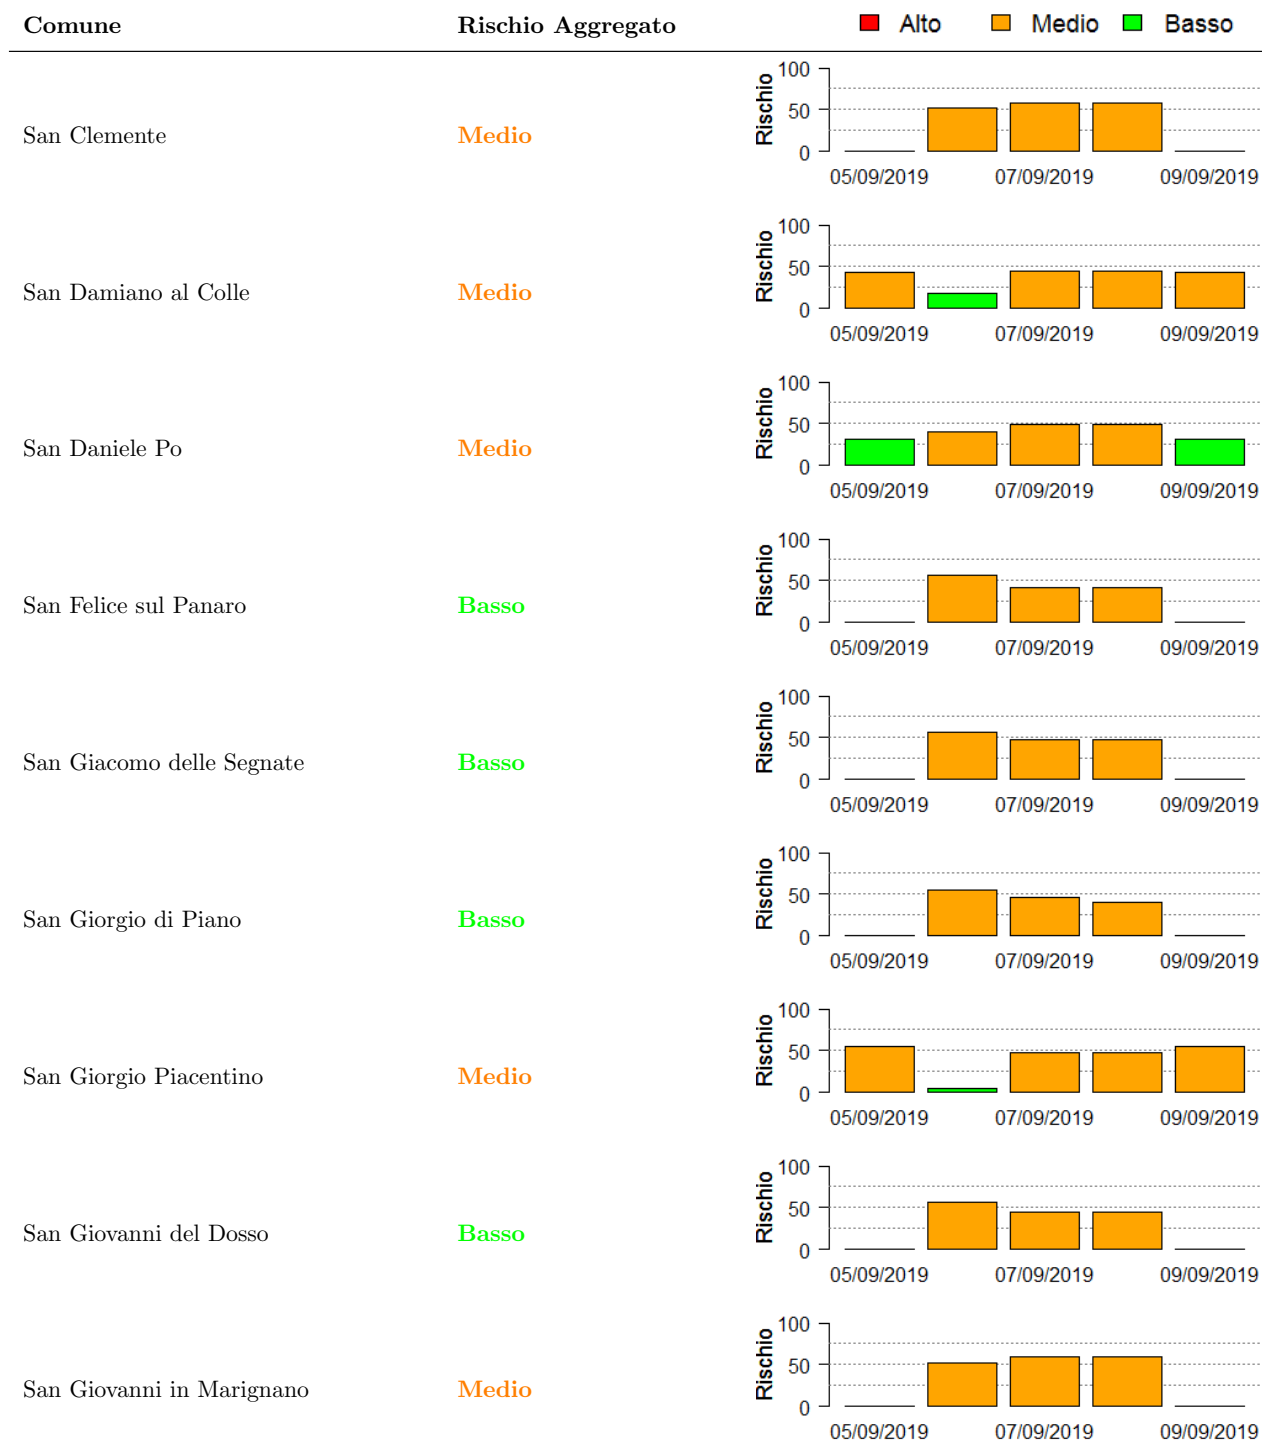 Comune Rischio Aggregato Alto Medio Basso
San Clemente Medio
Rischio
100
50
0
05/09/2019 07/09/2019 09/09/2019
San Damiano al Colle Medio
Rischio
100
50
0
05/09/2019 07/09/2019 09/09/2019
San Daniele Po Medio
Rischio
100
50
0
05/09/2019 07/09/2019 09/09/2019
San Felice sul Panaro Basso
Rischio
100
50
0
05/09/2019 07/09/2019 09/09/2019
San Giacomo delle Segnate Basso
Rischio
100
50
0
05/09/2019 07/09/2019 09/09/2019
San Giorgio di Piano Basso
Rischio
100
50
0
05/09/2019 07/09/2019 09/09/2019
San Giorgio Piacentino Medio
Rischio
100
50
0
05/09/2019 07/09/2019 09/09/2019
San Giovanni del Dosso Basso
Rischio
100
50
0
05/09/2019 07/09/2019 09/09/2019
San Giovanni in Marignano Medio
Rischio
100
50
0
05/09/2019 07/09/2019 09/09/2019